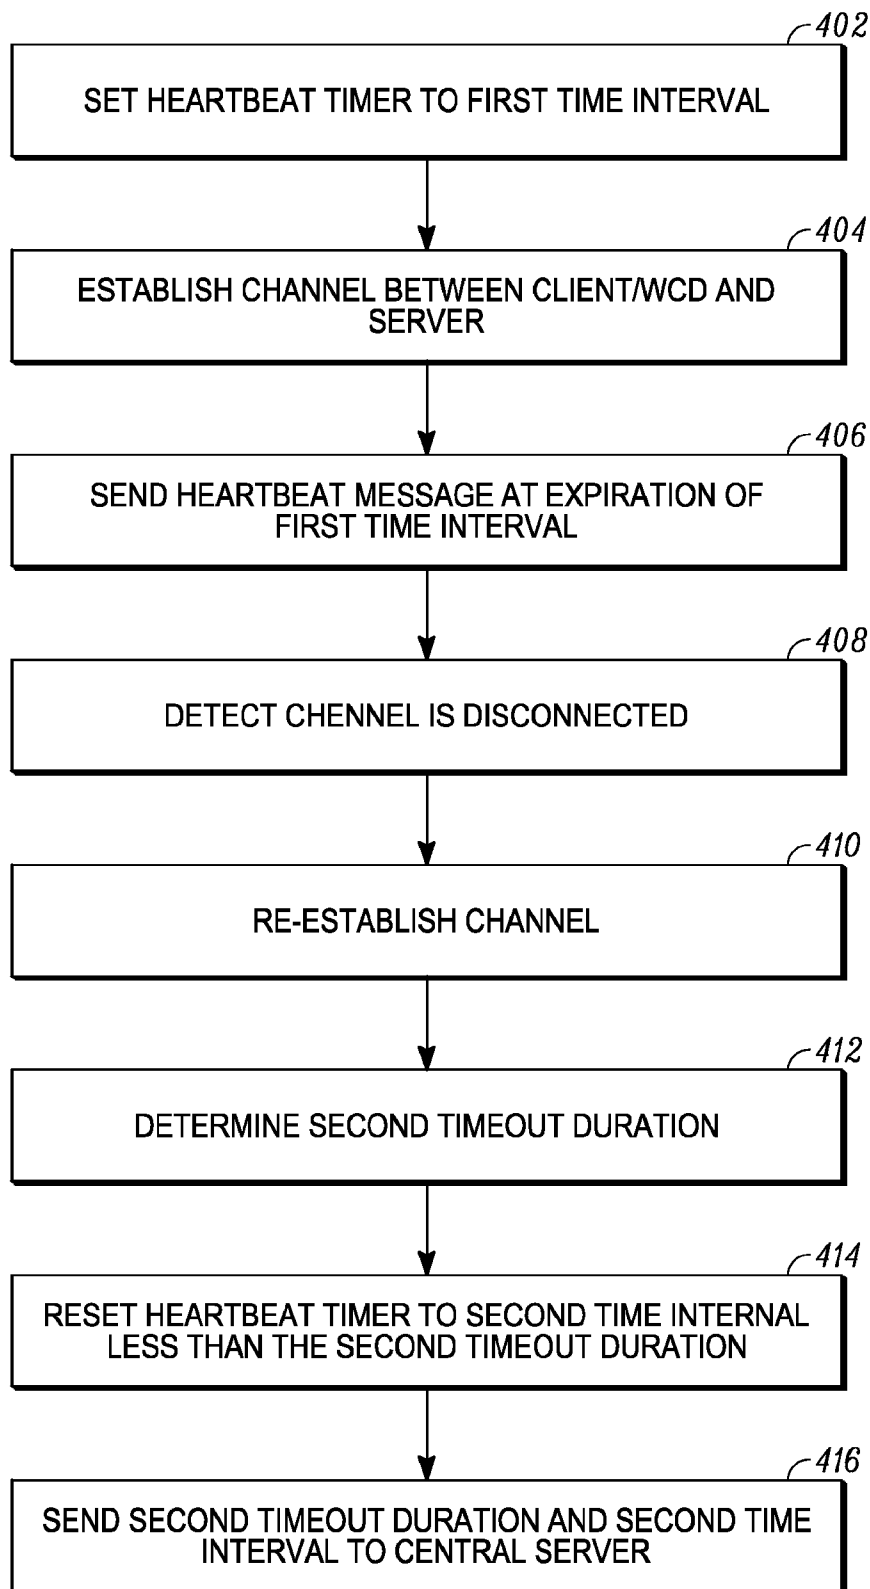 402
SET HEARTBEAT TIMER TO FIRST TIME INTERVAL
404
ESTABLISH CHANNEL BETWEEN CLIENT/WCD AND
SERVER
406
SEND HEARTBEAT MESSAGE AT EXPIRATION OF
FIRST TIME INTERVAL
408
DETECT CHENNEL IS DISCONNECTED
410
RE-ESTABLISH CHANNEL
412
DETERMINE SECOND TIMEOUT DURATION
414
RESET HEARTBEAT TIMER TO SECOND TIME INTERNAL
LESS THAN THE SECOND TIMEOUT DURATION
416
SEND SECOND TIMEOUT DURATION AND SECOND TIME
INTERVAL TO CENTRAL SERVER